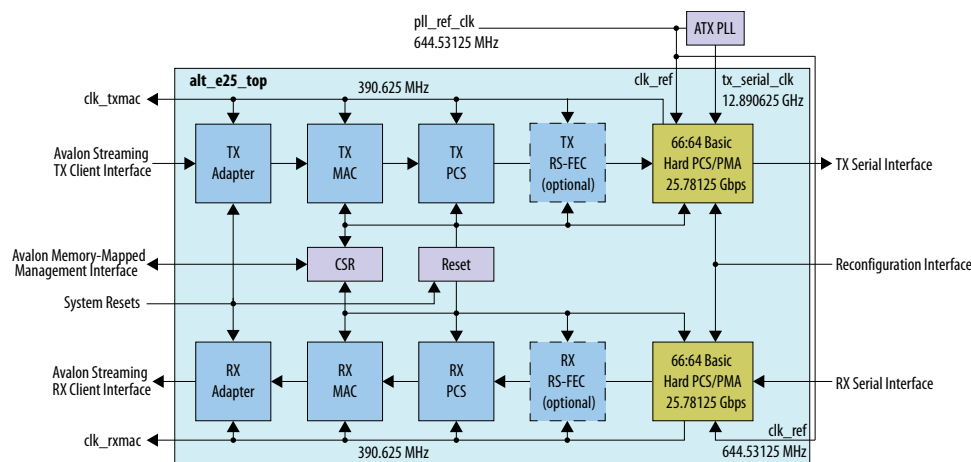 pll_ref_clk
644.53125 MHz
ATX PLL
alt_e25_top
390.625 MHz
clk_ref
tx_serial_clk
12.890625 GHz
clk_txmac
Avalon Streaming
TX Client Interface
TX
Adapter
TX
MAC
TX
PCS
TX
RS-FEC
(optional)
66:64 Basic
Hard PCS/PMA
25.78125 Gbps
TX Serial Interface
Avalon Memory-Mapped
Management Interface
CSR
Reset
Reconfiguration Interface
System Resets
Avalon Streaming
RX Client Interface
RX
Adapter
RX
MAC
RX
PCS
RX
RS-FEC
(optional)
66:64 Basic
Hard PCS/PMA
25.78125 Gbps
RX Serial Interface
clk_rxmac
390.625 MHz
clk_ref
644.53125 MHz